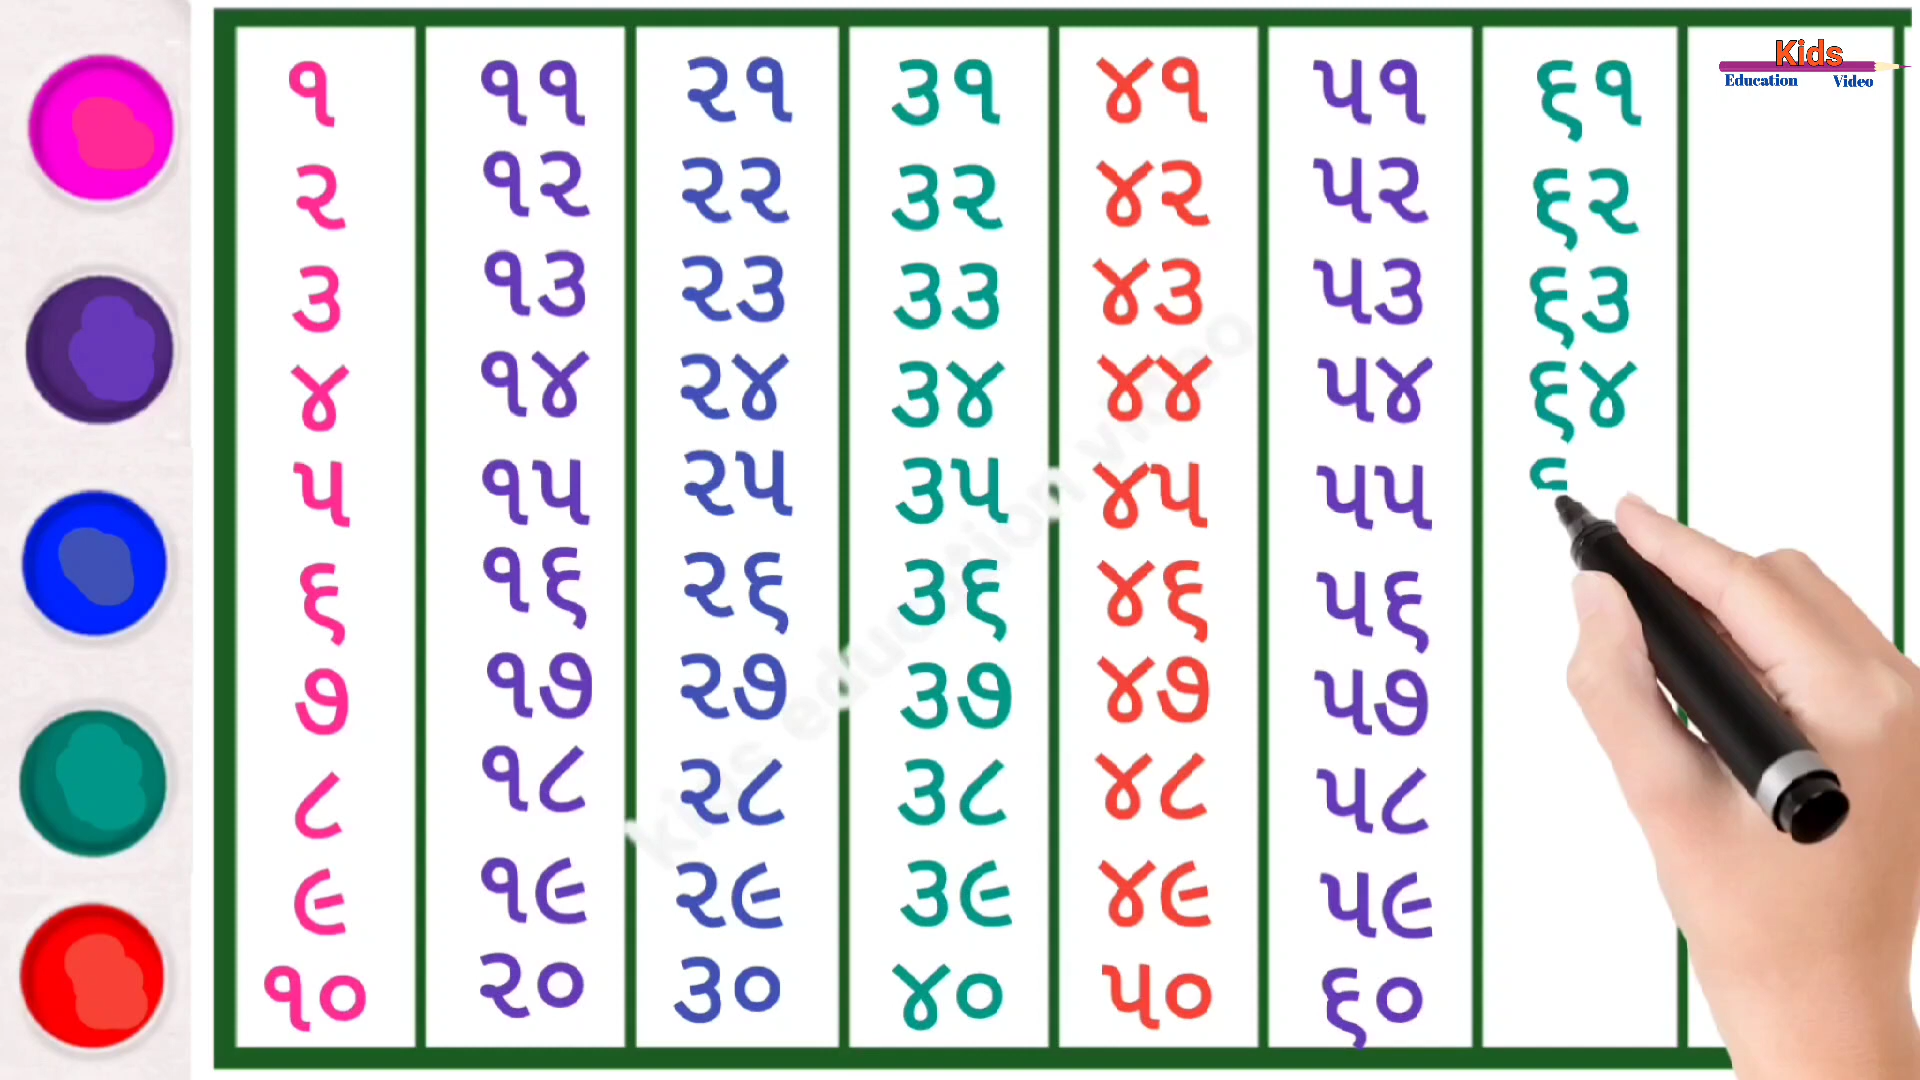 Kids
Education Video
૧ ૧૧ ૨૧ ૩૧ ૪૧ ૫૧ ૬૧
૨ ૧૨ ૨૨ ૩૨ ૪૨ ૫૨ ૬૨
૩ ૧૩ ૨૩ ૩૩ ૪૩ ૫૩ ૬૩
૪ ૧૪ ૨૪ ૩૪ ૪૪ ૫૪ ૬૪
૫ ૧૫ ૨૫ ૩૫ ૪૫ ૫૫
૬ ૧૬ ૨૬ ૩૬ ૪૬ ૫૬
૭ ૧૭ ૨૭ ૩૭ ૪૭ ૫૭
૮ ૧૮ ૨૮ ૩૮ ૪૮ ૫૮
૯ ૧૯ ૨૯ ૩૯ ૪૯ ૫૯
૧૦ ૨૦ ૩૦ ૪૦ ૫૦ ૬૦
kids education video